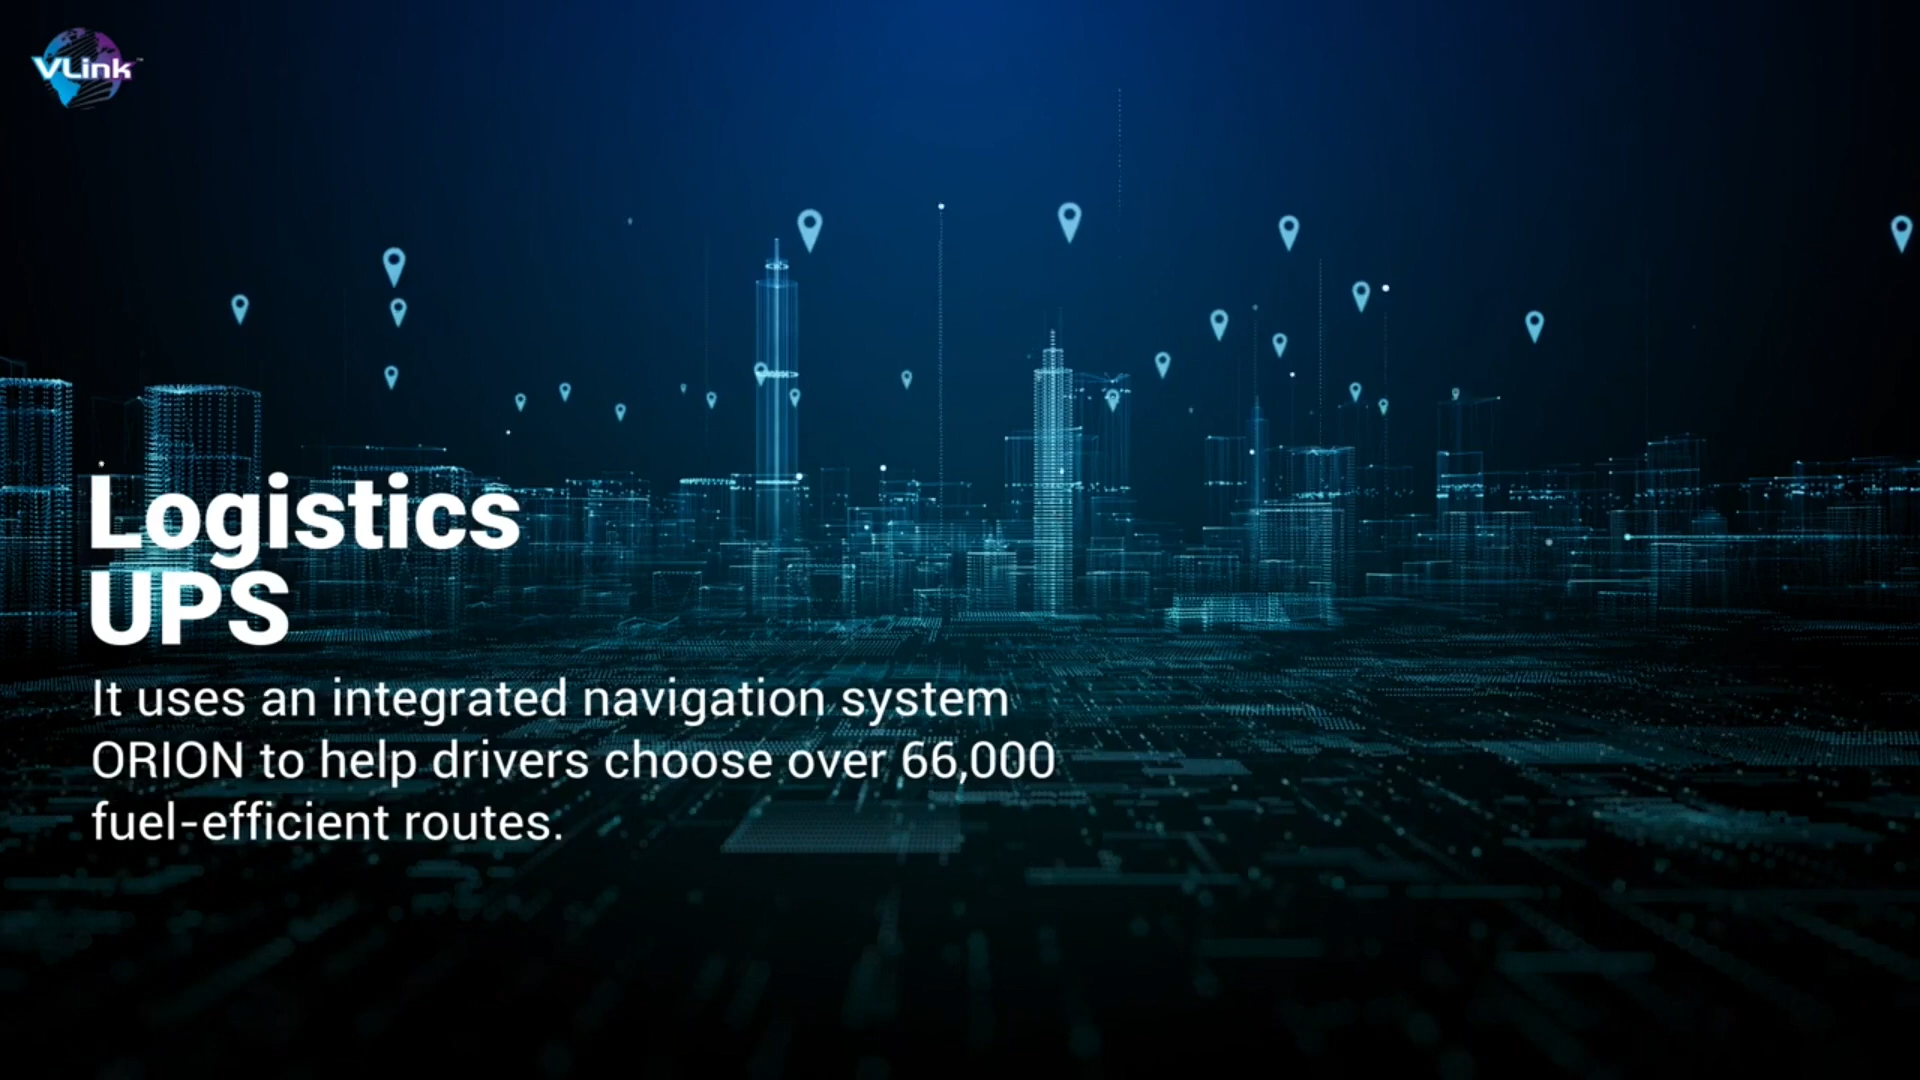 VLink
Logistics
UPS
It uses an integrated navigation system
ORION to help drivers choose over 66,000
fuel-efficient routes.